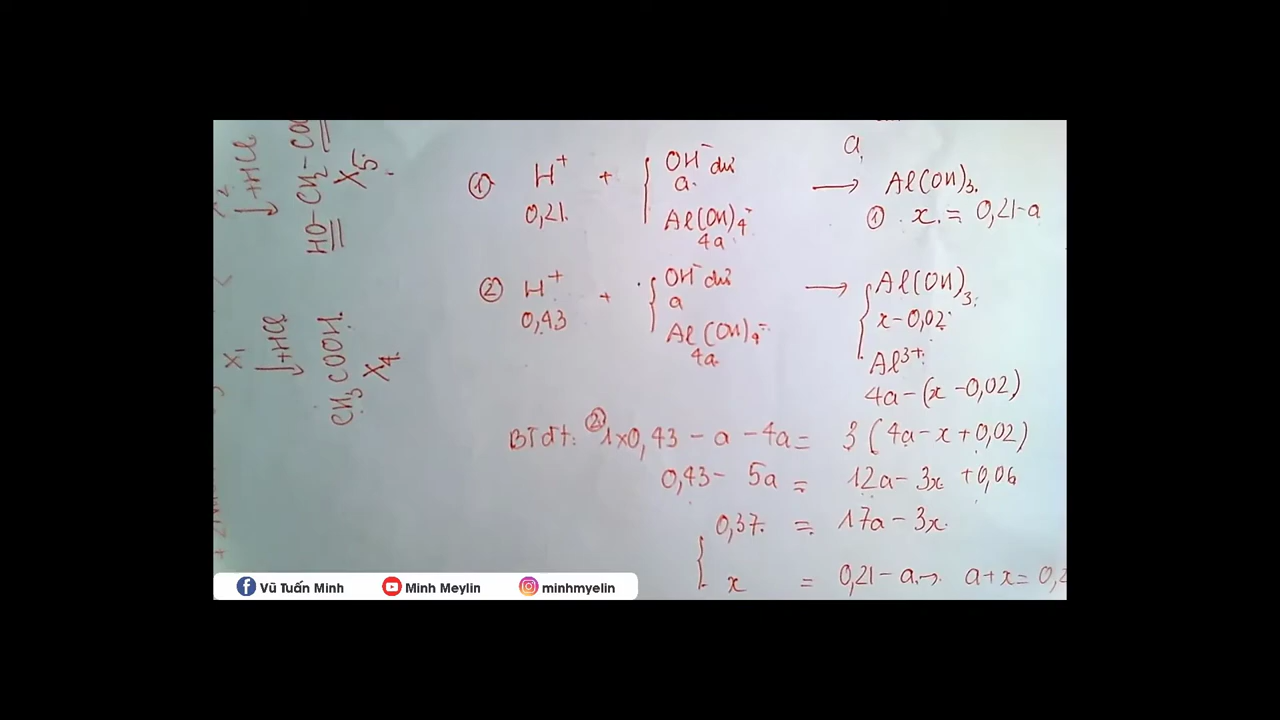 a
① H⁺ + { OH⁻ dư → Al(OH)₃
0,21 a ① x = 0,21-a
Al(OH)₄⁻
4a
② H⁺ + { OH⁻ dư → { Al(OH)₃
0,43 a x-0,02
Al(OH)₄⁻ Al³⁺
4a 4a-(x-0,02)
BTđt: ② 1x0,43 - a - 4a = 3(4a-x+0,02)
0,43 - 5a = 12a - 3x + 0,06
0,37 = 17a - 3x
{ x = 0,21-a → a+x=0,2
↓+HCl
HO-CH₂-CO
X₅
X₁
↓+HCl
CH₃COOH
X₄
Vũ Tuấn Minh Minh Meylin minhmyelin